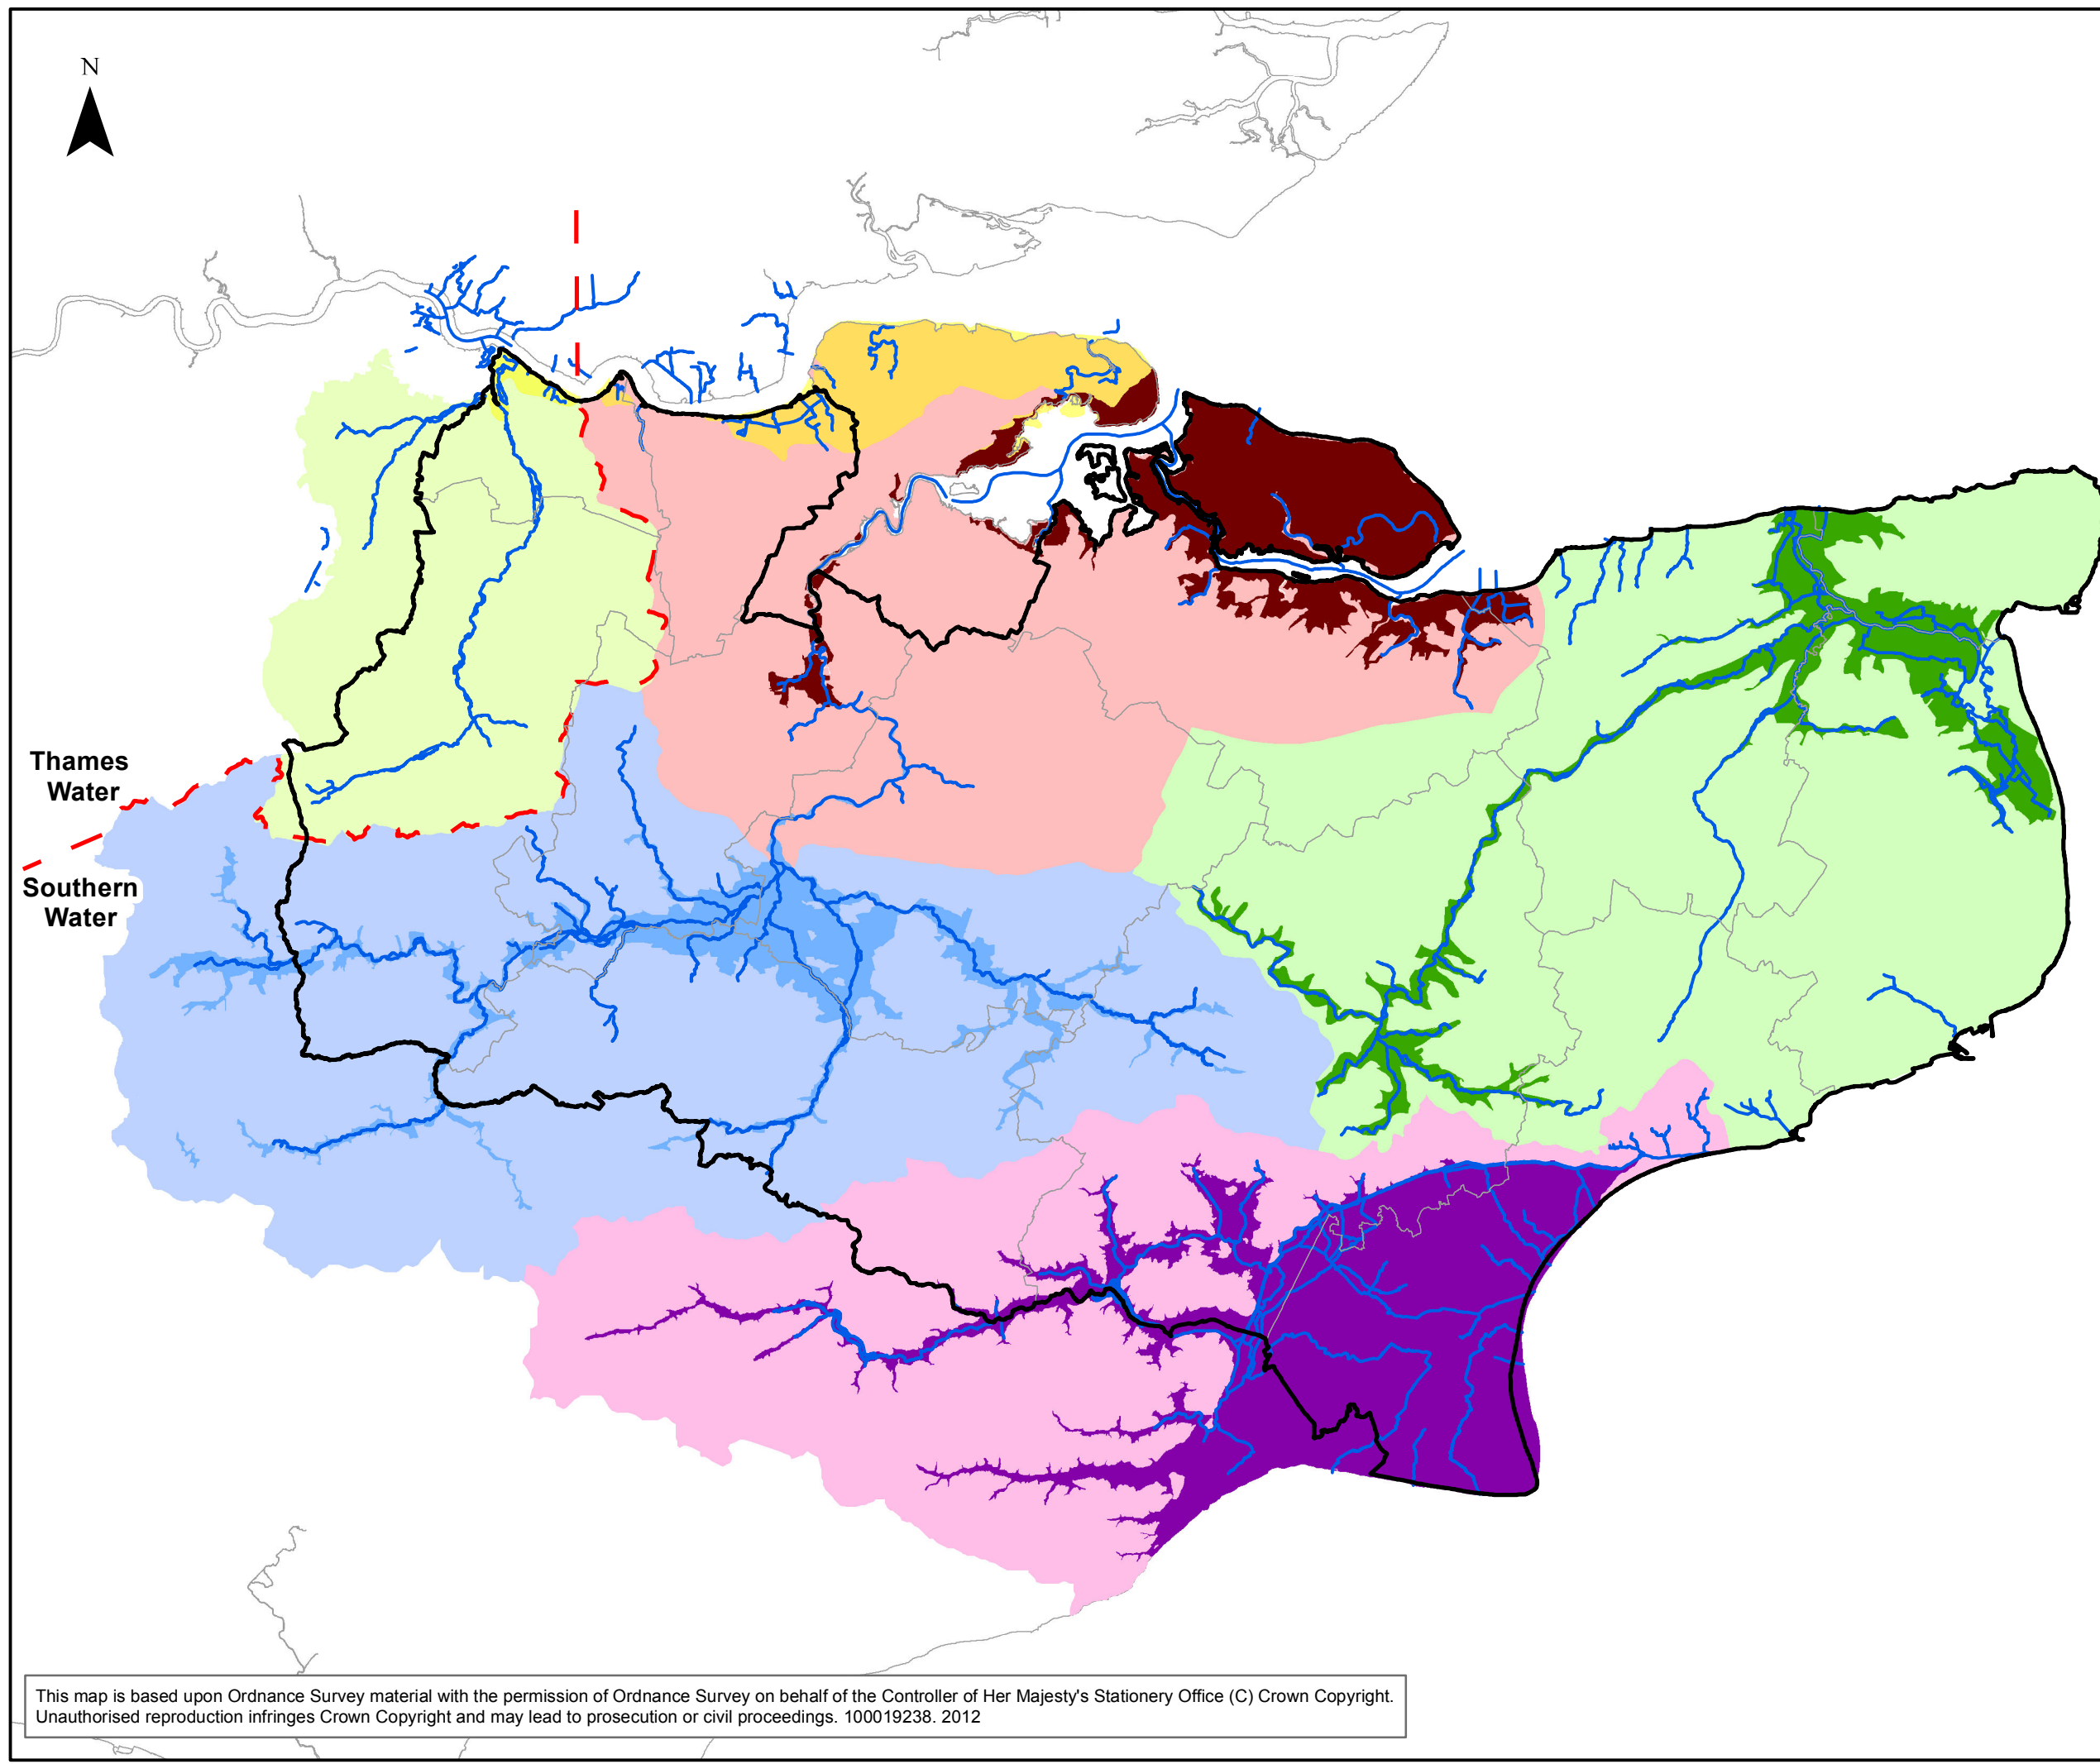 N
Thames
Water
Southern
Water
This map is based upon Ordnance Survey material with the permission of Ordnance Survey on behalf of the Controller of Her Majesty's Stationery Office (C) Crown Copyright.
Unauthorised reproduction infringes Crown Copyright and may lead to prosecution or civil proceedings. 100019238. 2012